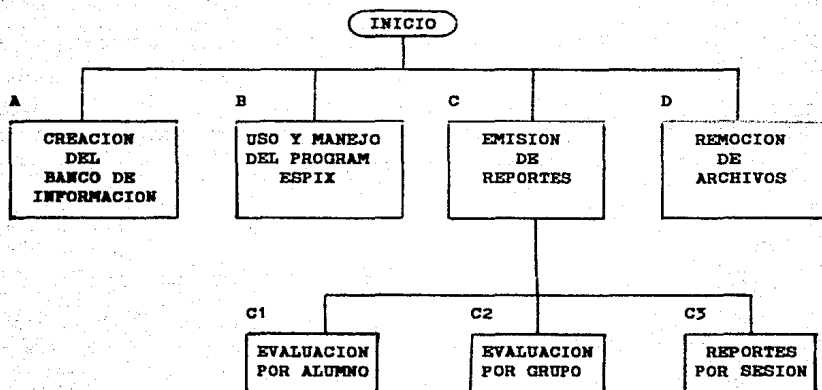 INICIO
A
CREACION
DEL
BANCO DE
INFORMACION
B
USO Y MANEJO
DEL PROGRAM
ESPIX
C
EMISION
DE
REPORTES
D
REMOCION
DE
ARCHIVOS
C1
EVALUACION
POR ALUMNO
C2
EVALUACION
POR GRUPO
C3
REPORTES
POR SESION